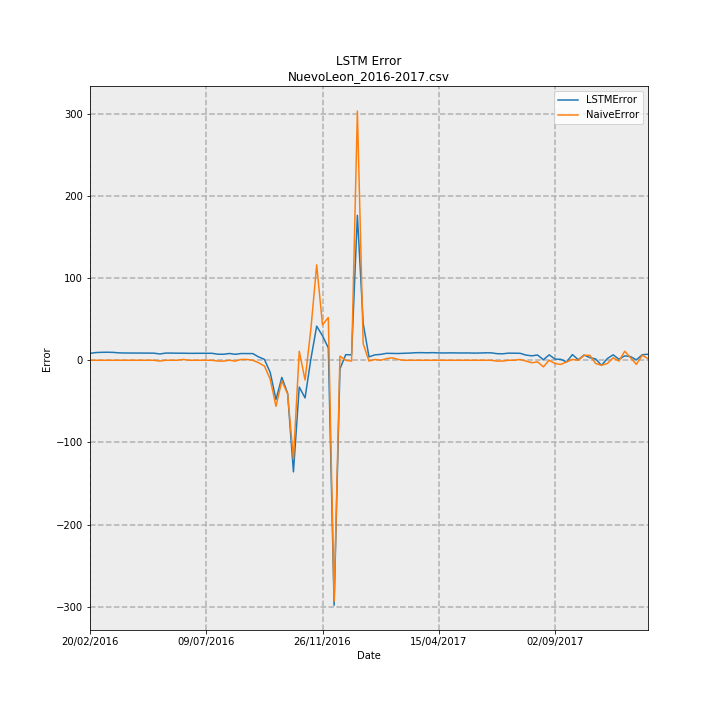 LSTM Error
NuevoLeon_2016-2017.csv
LSTMError
NaiveError
300
200
100
0
−100
−200
−300
Error
20/02/2016
09/07/2016
26/11/2016
15/04/2017
02/09/2017
Date